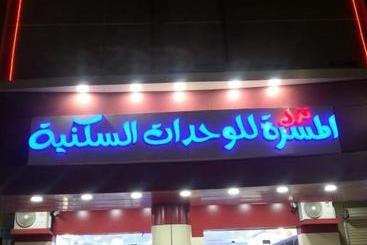 نزل
المسرة للوحدات السكنية